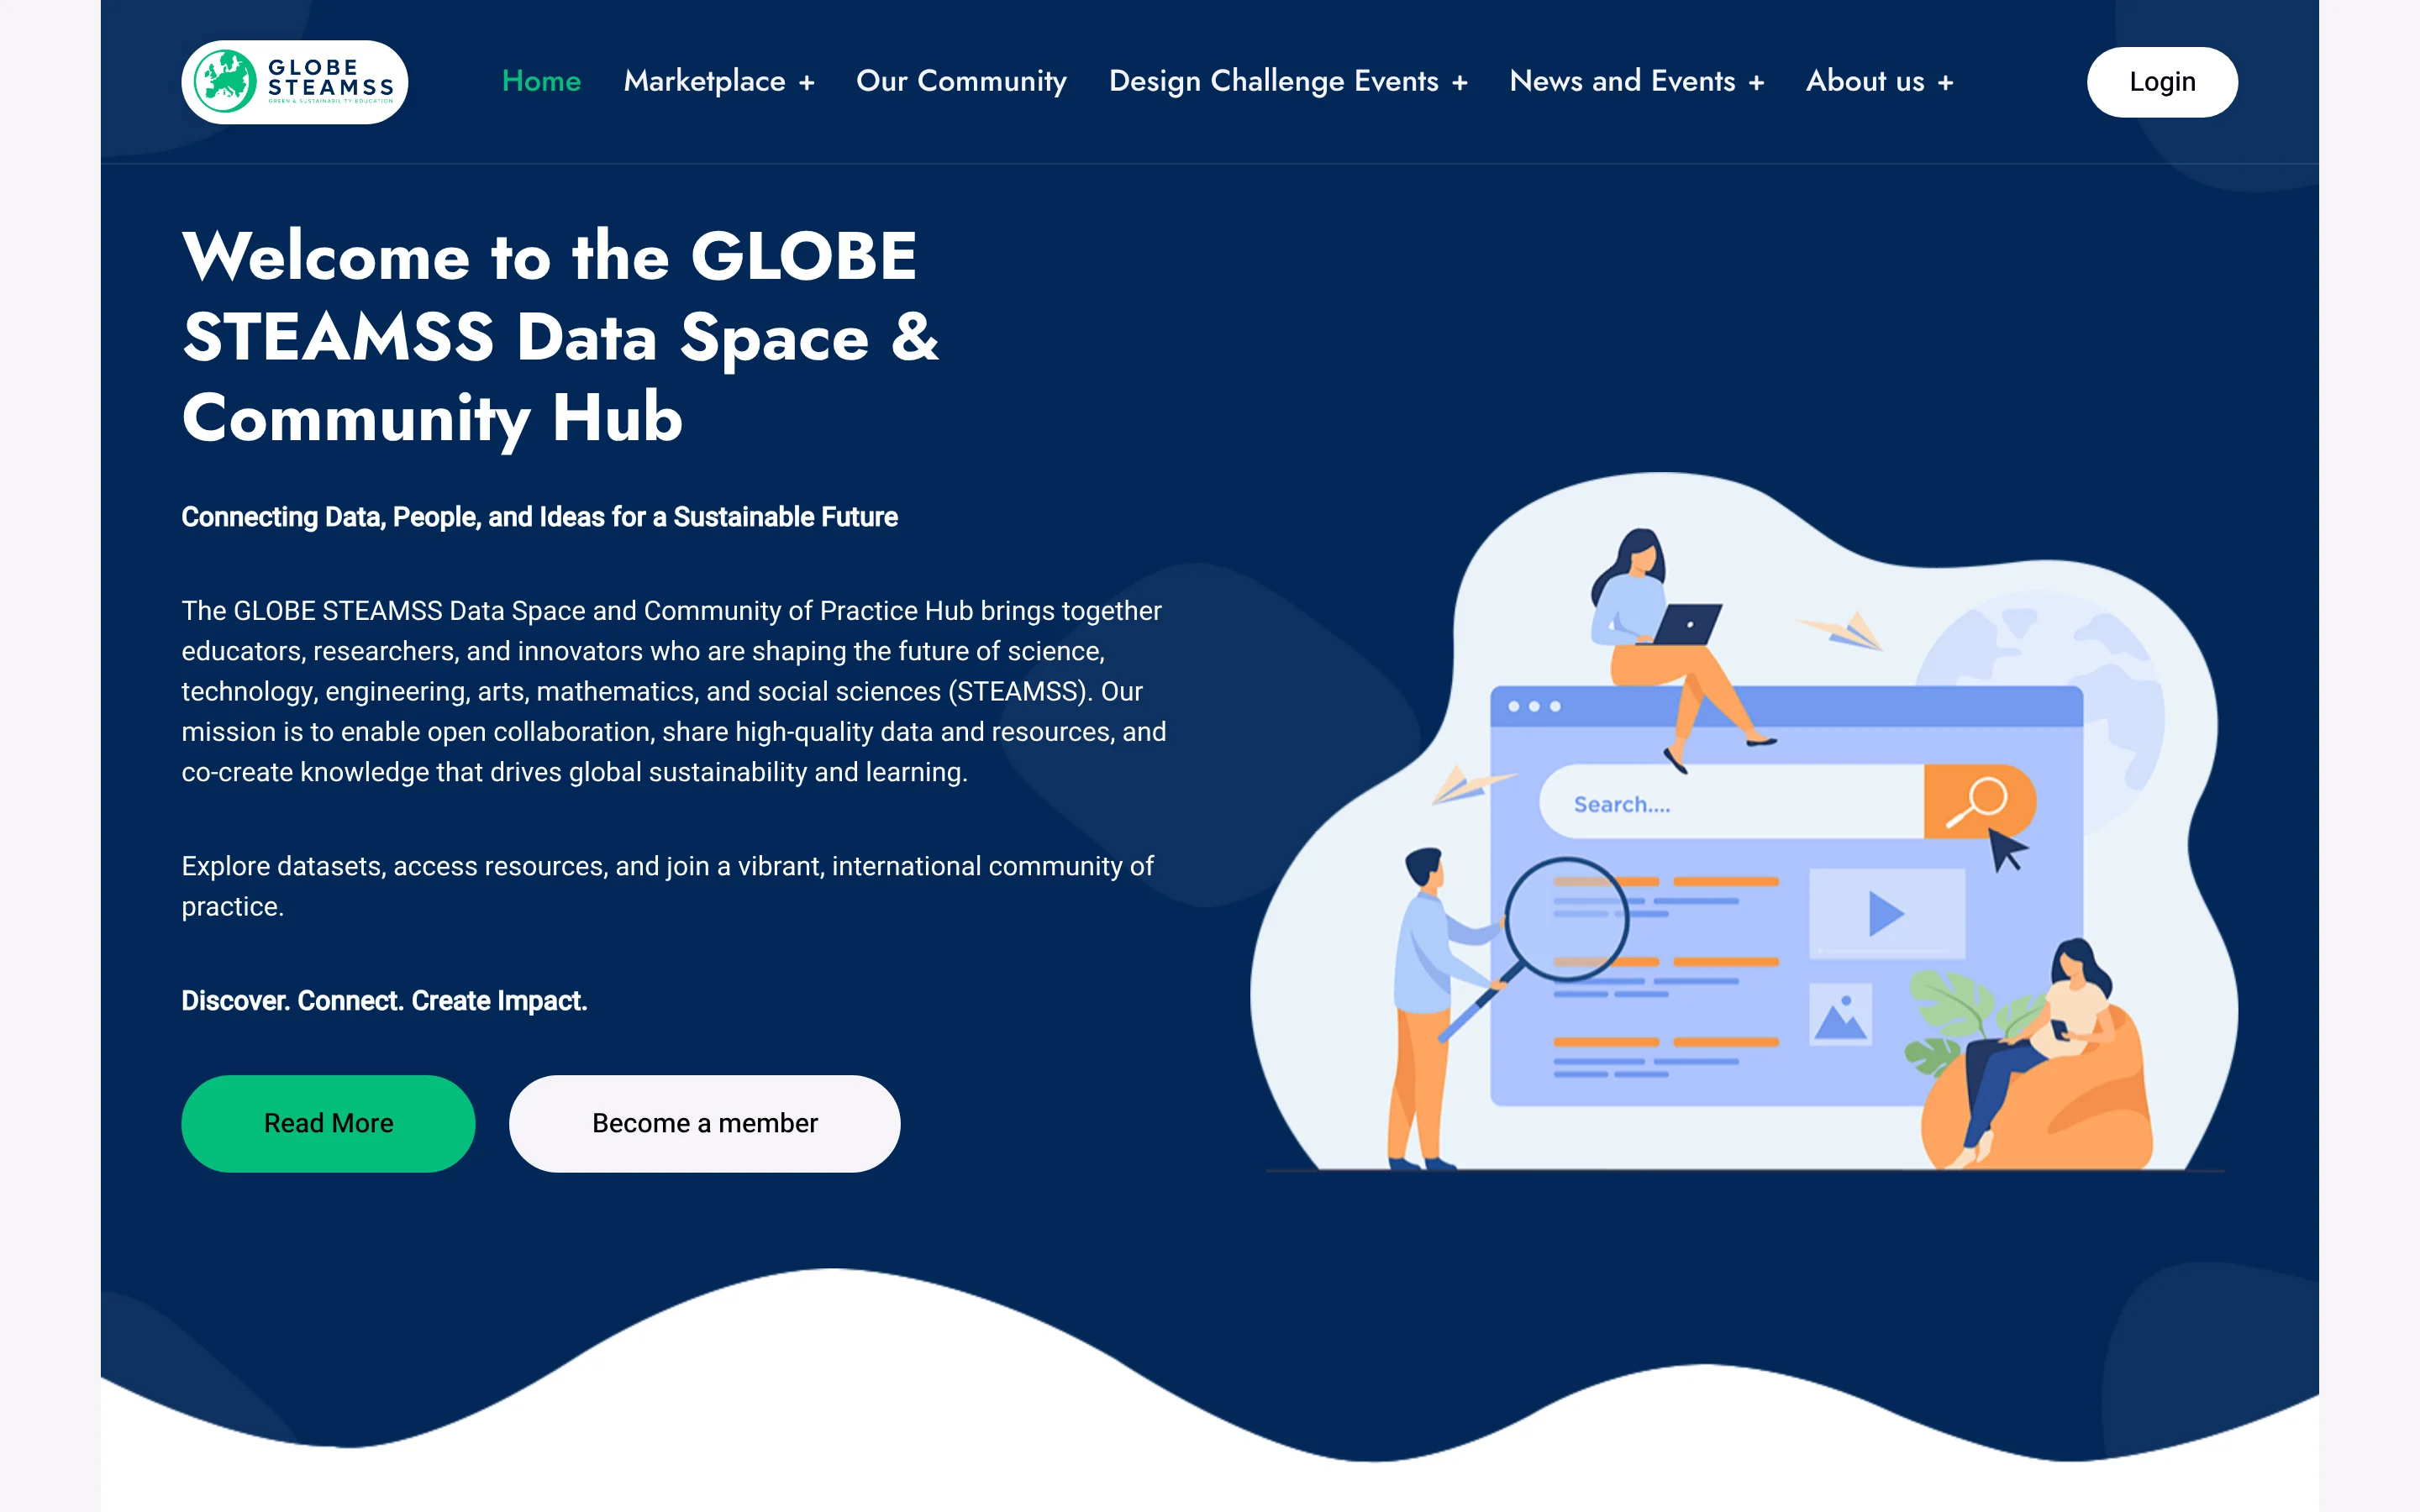 GLOBE
STEAMSS
GREEN & SUSTAINABILITY EDUCATION
Home
Marketplace +
Our Community
Design Challenge Events +
News and Events +
About us +
Login
Welcome to the GLOBE
STEAMSS Data Space &
Community Hub
Connecting Data, People, and Ideas for a Sustainable Future
The GLOBE STEAMSS Data Space and Community of Practice Hub brings together
educators, researchers, and innovators who are shaping the future of science,
technology, engineering, arts, mathematics, and social sciences (STEAMSS). Our
mission is to enable open collaboration, share high-quality data and resources, and
co-create knowledge that drives global sustainability and learning.
Explore datasets, access resources, and join a vibrant, international community of
practice.
Discover. Connect. Create Impact.
Read More
Become a member
Search....